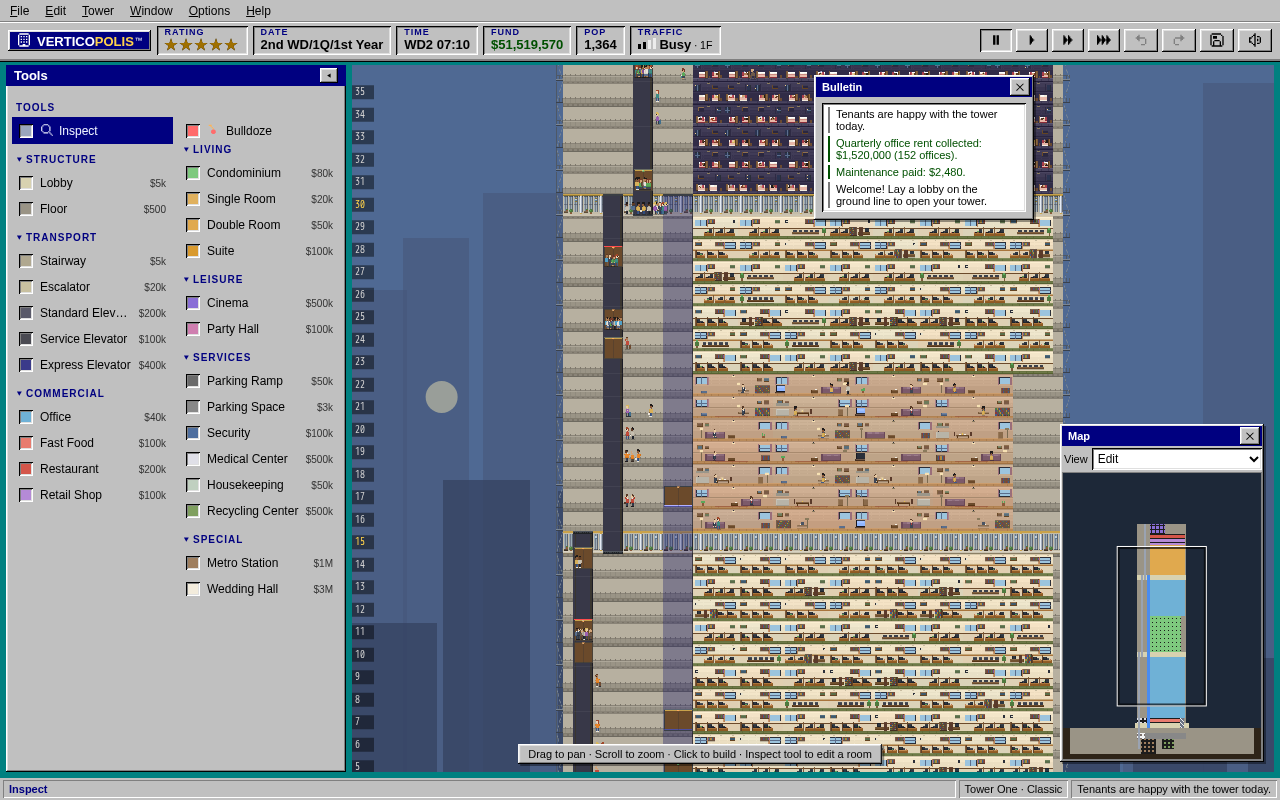 File Edit Tower Window Options Help
VERTICOPOLIS™
RATING
DATE
2nd WD/1Q/1st Year
TIME
WD2 07:10
FUND
$51,519,570
POP
1,364
TRAFFIC
Busy · 1F
Tools
TOOLS
Inspect
Bulldoze
STRUCTURE
Lobby $5k
Floor $500
TRANSPORT
Stairway $5k
Escalator $20k
Standard Elev… $200k
Service Elevator $100k
Express Elevator $400k
COMMERCIAL
Office $40k
Fast Food $100k
Restaurant $200k
Retail Shop $100k
LIVING
Condominium $80k
Single Room $20k
Double Room $50k
Suite $100k
LEISURE
Cinema $500k
Party Hall $100k
SERVICES
Parking Ramp $50k
Parking Space $3k
Security $100k
Medical Center $500k
Housekeeping $50k
Recycling Center $500k
SPECIAL
Metro Station $1M
Wedding Hall $3M
35
34
33
32
31
30
29
28
27
26
25
24
23
22
21
20
19
18
17
16
15
14
13
12
11
10
9
8
7
6
5
Bulletin
Tenants are happy with the tower
today.
Quarterly office rent collected:
$1,520,000 (152 offices).
Maintenance paid: $2,480.
Welcome! Lay a lobby on the
ground line to open your tower.
Map
View Edit
Drag to pan · Scroll to zoom · Click to build · Inspect tool to edit a room
Inspect
Tower One · Classic
Tenants are happy with the tower today.